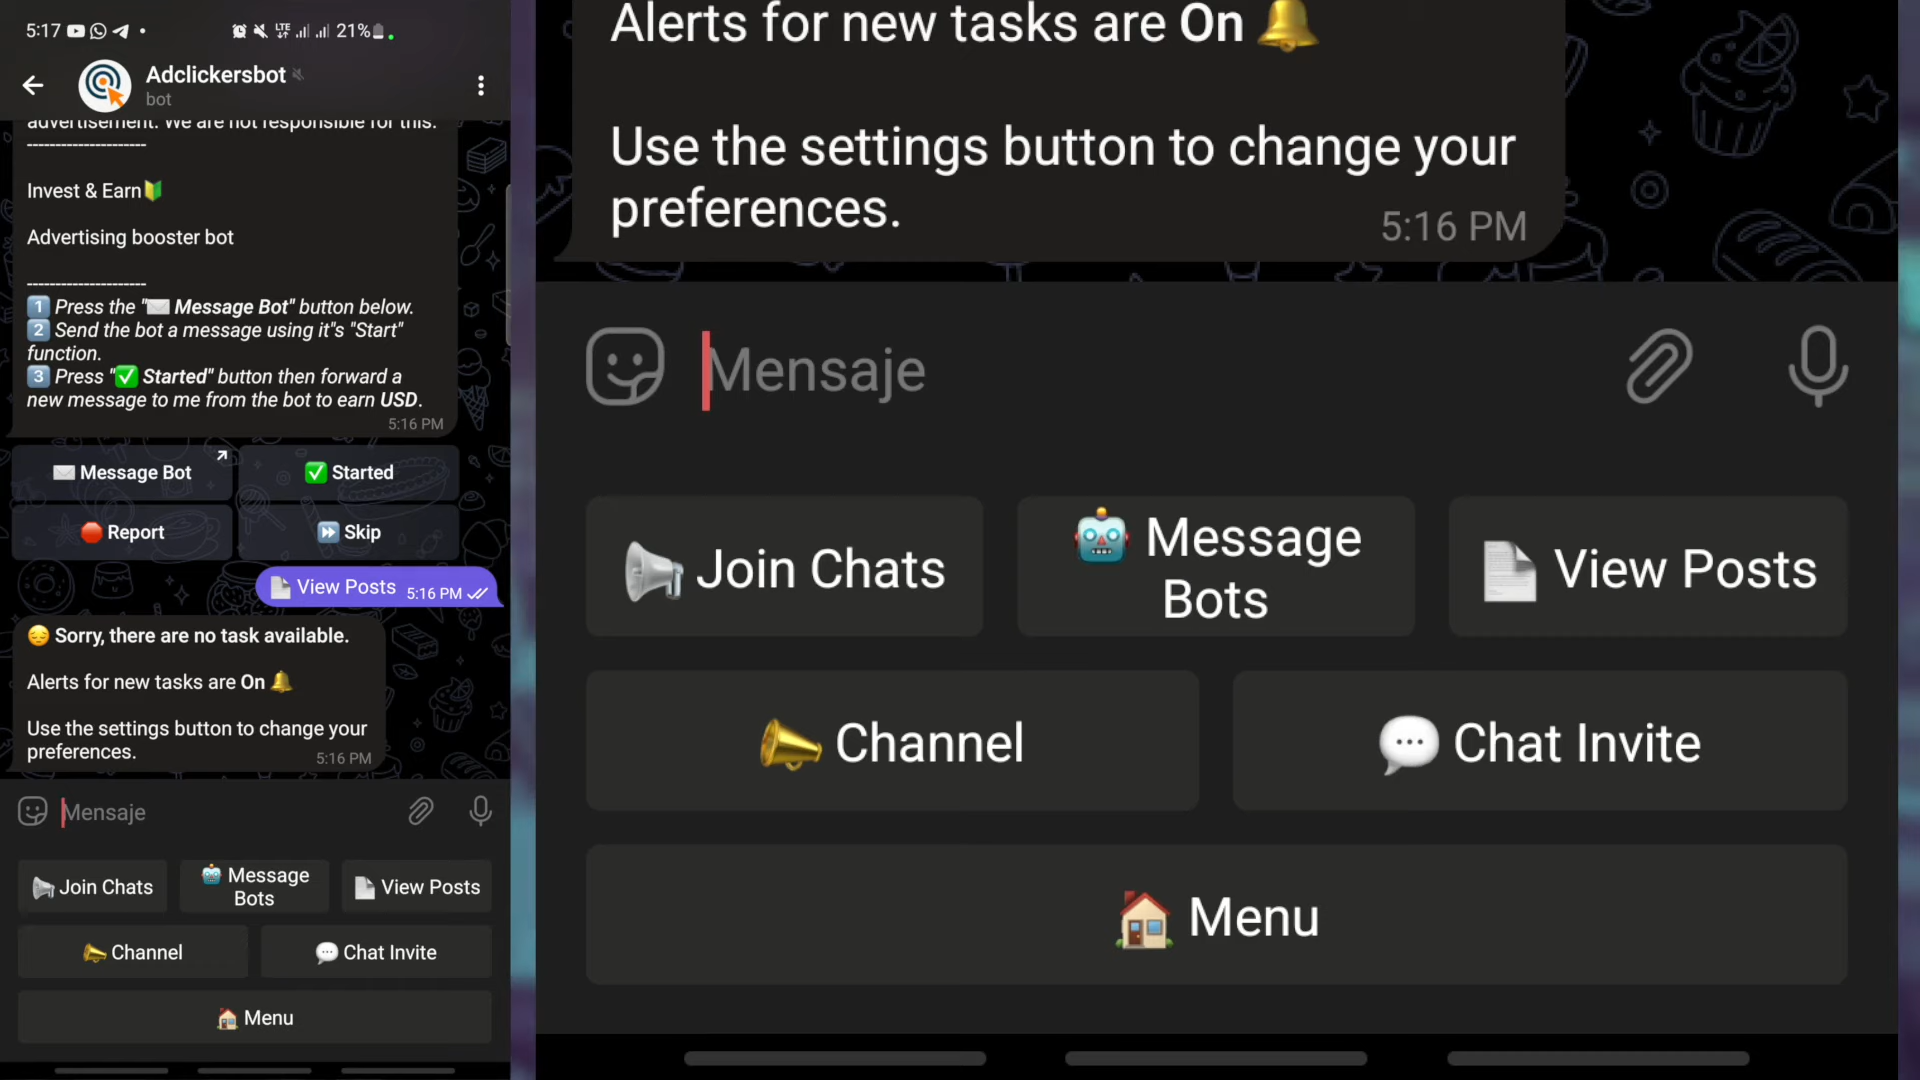 5:17
LTE
21%
Adclickersbot
bot
advertisement. We are not responsible for this.
---------------------
Invest & Earn
Advertising booster bot
---------------------
1 Press the "✉️ Message Bot" button below.
2 Send the bot a message using it"s "Start"
function.
3 Press "✅ Started" button then forward a
new message to me from the bot to earn USD.
5:16 PM
Message Bot
Started
Report
Skip
View Posts 5:16 PM
Sorry, there are no task available.
Alerts for new tasks are On
Use the settings button to change your
preferences.
5:16 PM
Mensaje
Join Chats
Message
Bots
View Posts
Channel
Chat Invite
Menu
Alerts for new tasks are On
Use the settings button to change your
preferences.
5:16 PM
Mensaje
Join Chats
Message
Bots
View Posts
Channel
Chat Invite
Menu